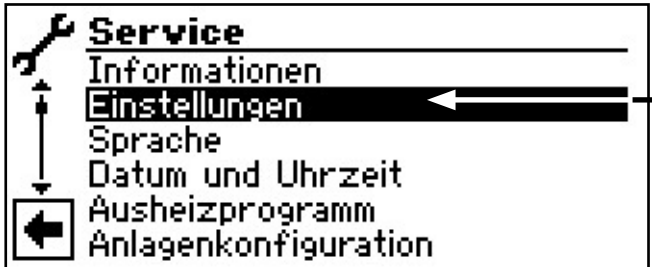 Service
Informationen
Einstellungen
Sprache
Datum und Uhrzeit
Ausheizprogramm
Anlagenkonfiguration